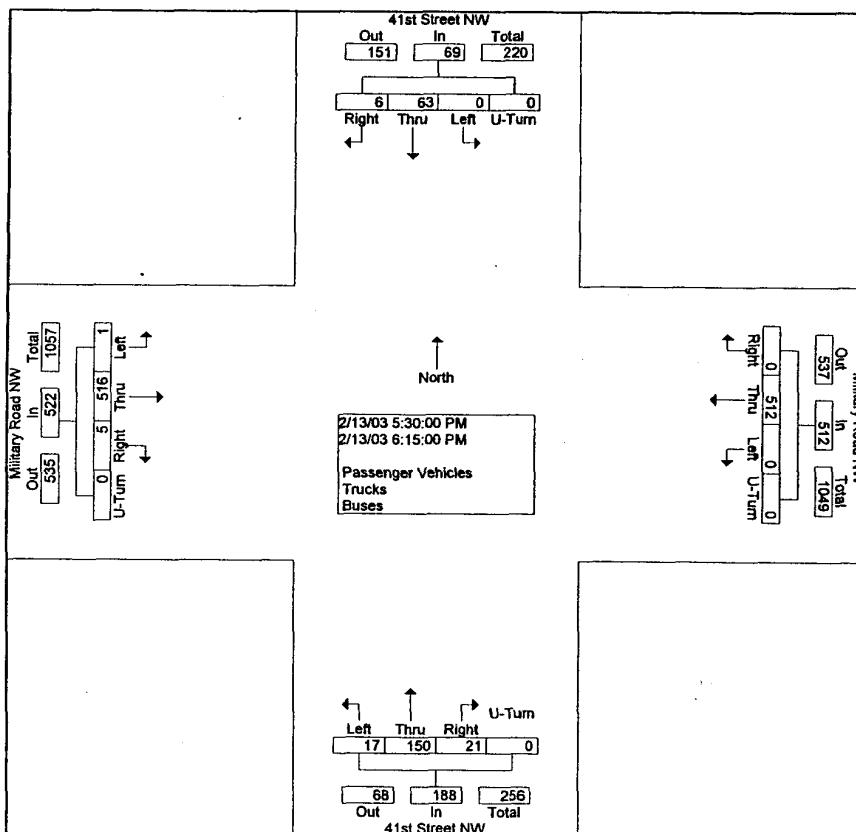 41st Street NW
Out In Total
151 69 220
6 63 0 0
Right Thru Left U-Turn
Military Road NW
Total In Out
1057 522 535
1 516 5 0
Left Thru Right U-Turn
North
2/13/03 5:30:00 PM
2/13/03 6:15:00 PM
Passenger Vehicles
Trucks
Buses
Right Thru Left U-Turn
0 512 0 0
Out In Total
537 512 1049
Left Thru Right U-Turn
17 150 21 0
68 188 256
Out In Total
41st Street NW